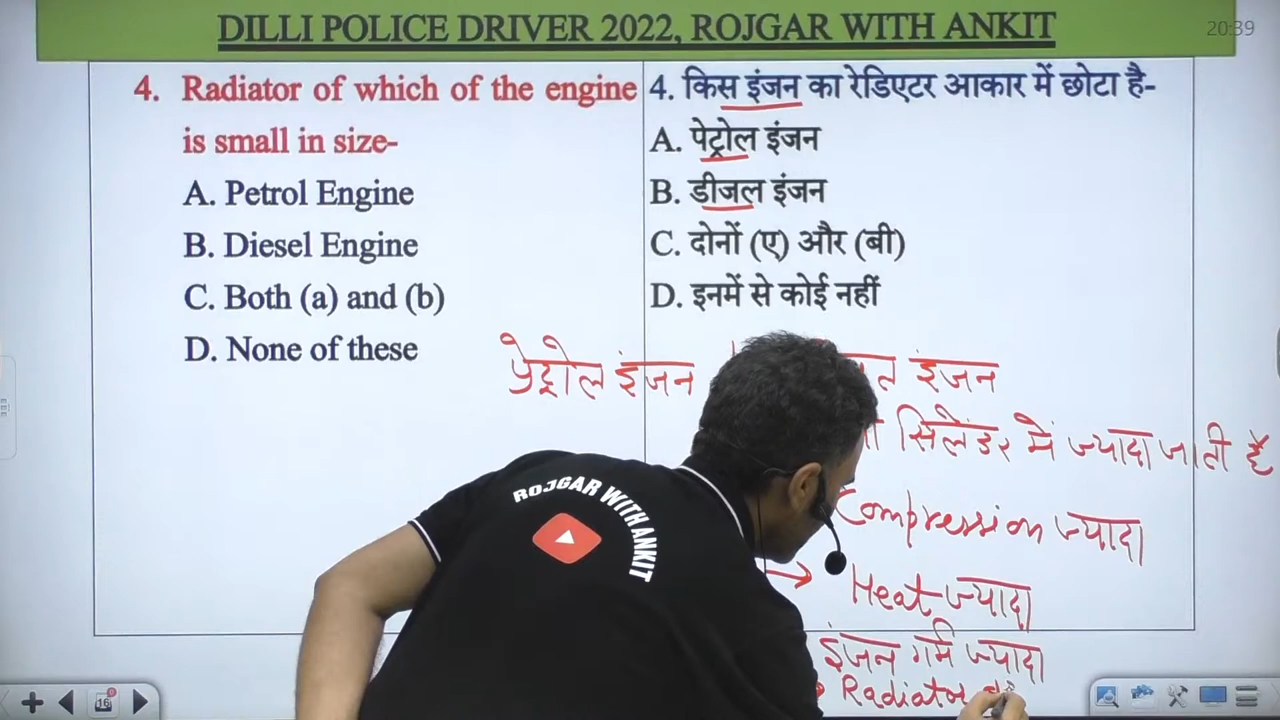 DILLI POLICE DRIVER 2022, ROJGAR WITH ANKIT
20:39
4. Radiator of which of the engine
is small in size-
A. Petrol Engine
B. Diesel Engine
C. Both (a) and (b)
D. None of these
4. किस इंजन का रेडिएटर आकार में छोटा है-
A. पेट्रोल इंजन
B. डीजल इंजन
C. दोनों (ए) और (बी)
D. इनमें से कोई नहीं
पेट्रोल इंजन
इंजन
सिलेंडर में ज्यादा जाती है
Compression ज्यादा
→ Heat ज्यादा
इंजन गर्म ज्यादा
Radiator
ROJGAR WITH ANKIT
16